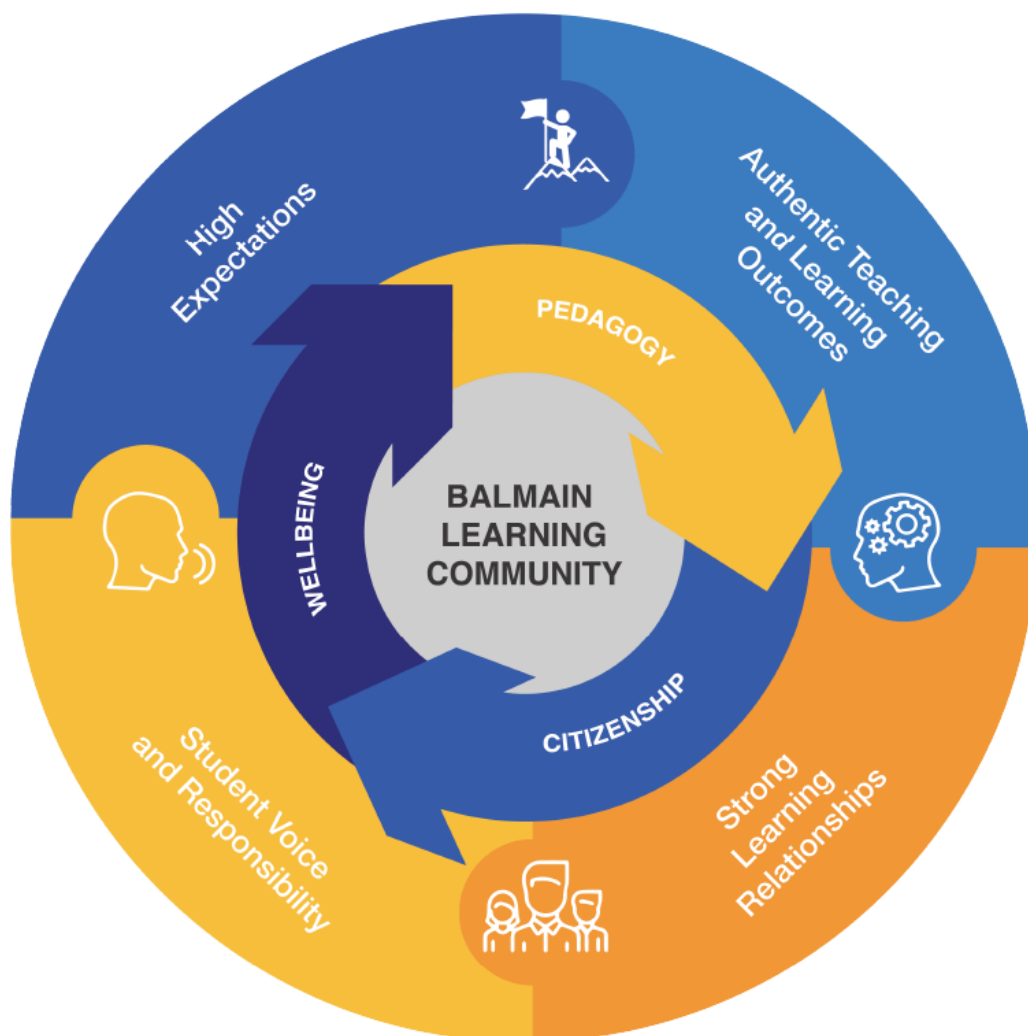 High
Expectations
Authentic Teaching
and Learning
Outcomes
PEDAGOGY
WELLBEING
BALMAIN
LEARNING
COMMUNITY
CITIZENSHIP
Student Voice
and Responsibility
Strong
Learning
Relationships